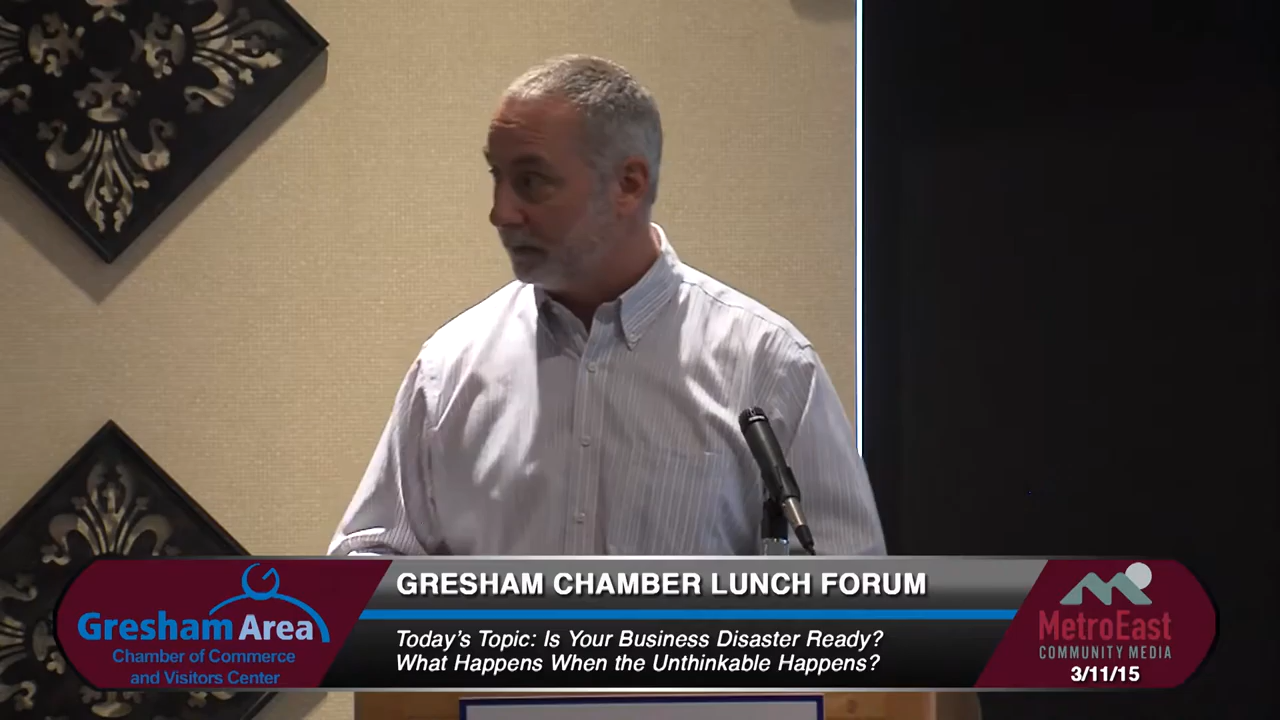 GRESHAM CHAMBER LUNCH FORUM
Today's Topic: Is Your Business Disaster Ready?
What Happens When the Unthinkable Happens?
Gresham Area
Chamber of Commerce
and Visitors Center
MetroEast
COMMUNITY MEDIA
3/11/15